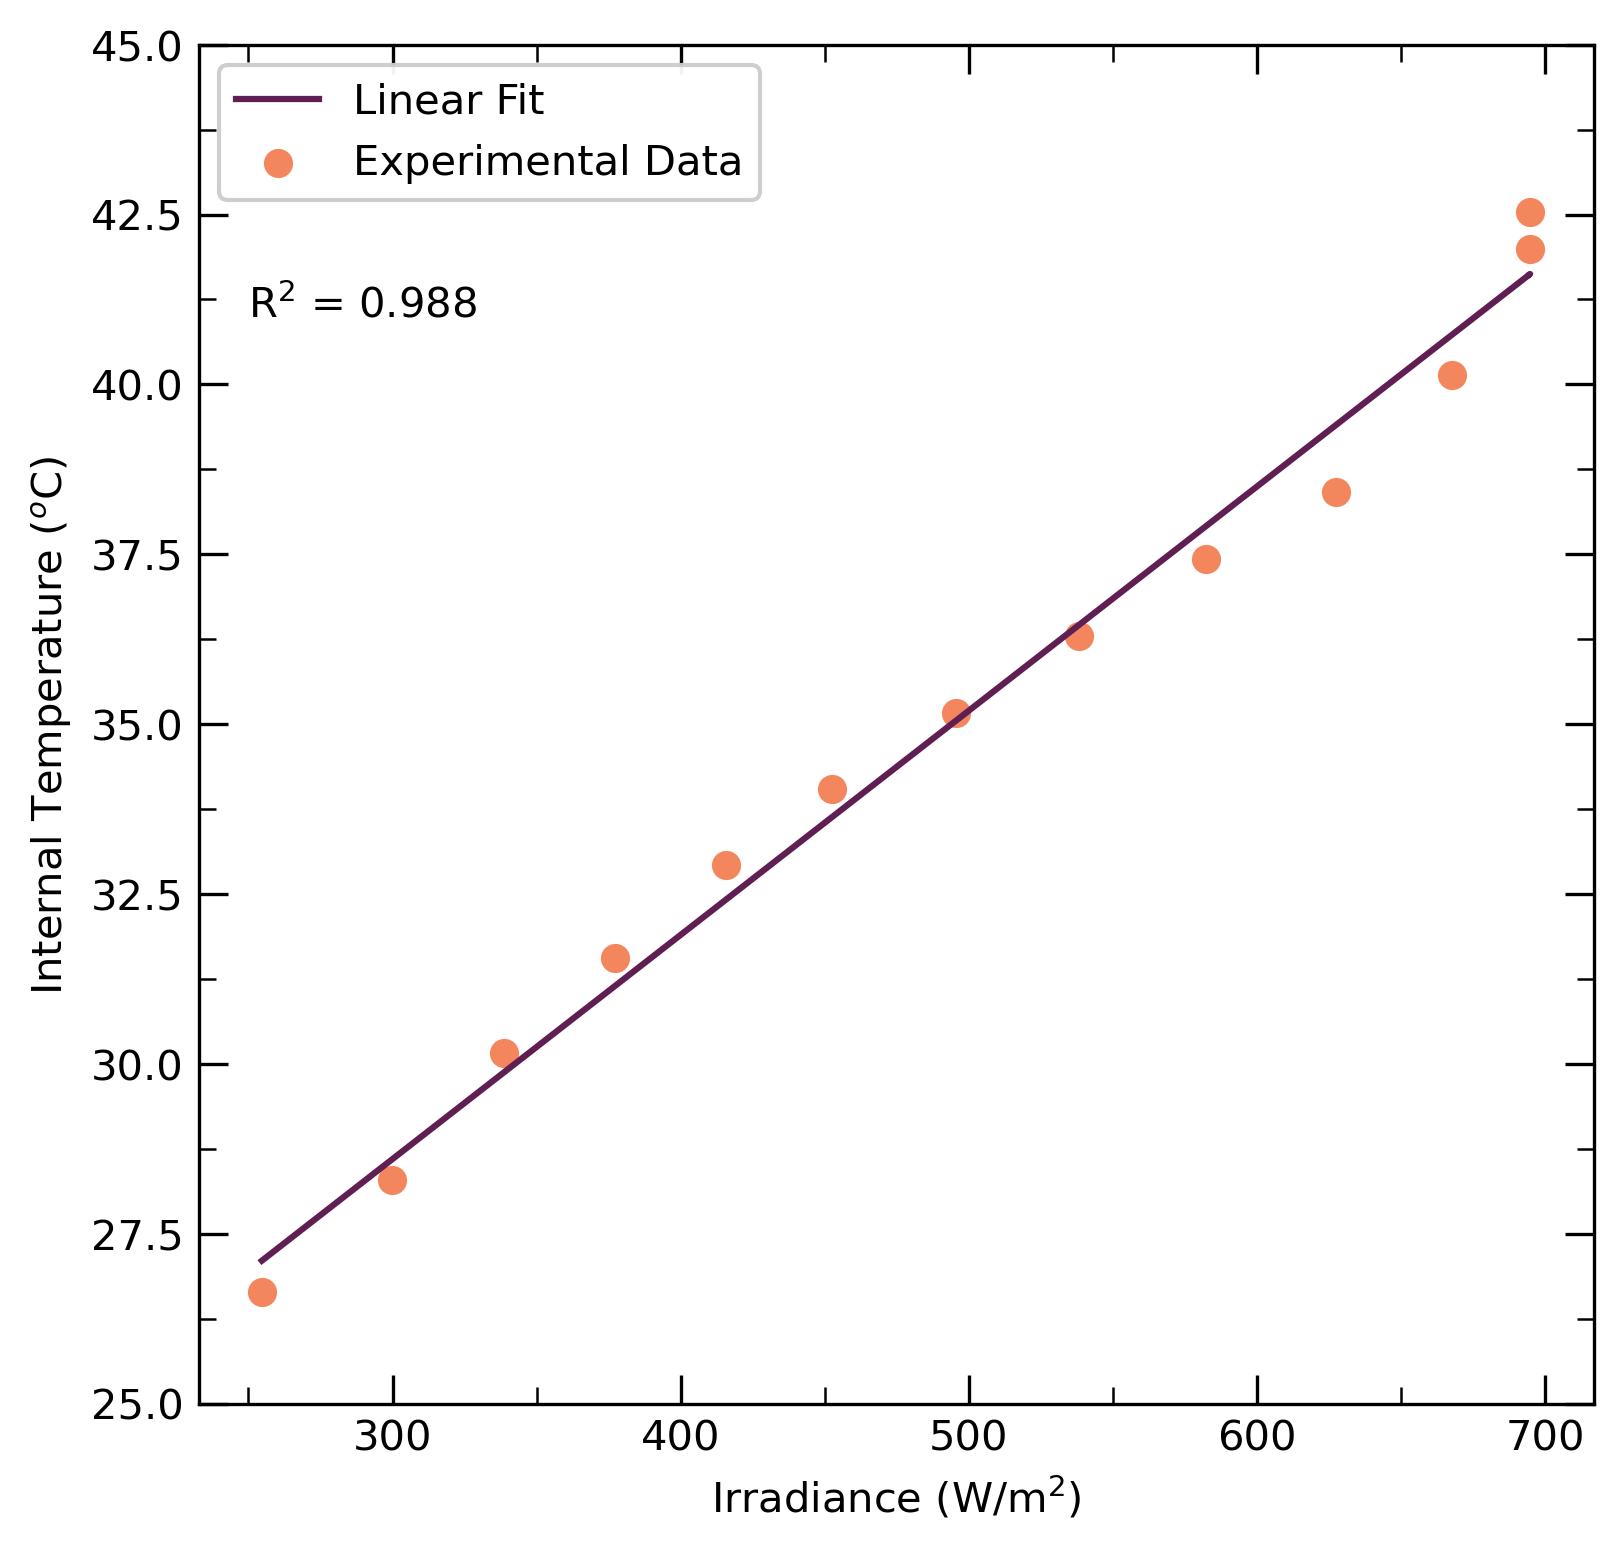 45.0
Linear Fit
Experimental Data
42.5
R² = 0.988
40.0
37.5
35.0
32.5
30.0
27.5
25.0
Internal Temperature (ᵒC)
300 400 500 600 700
Irradiance (W/m²)